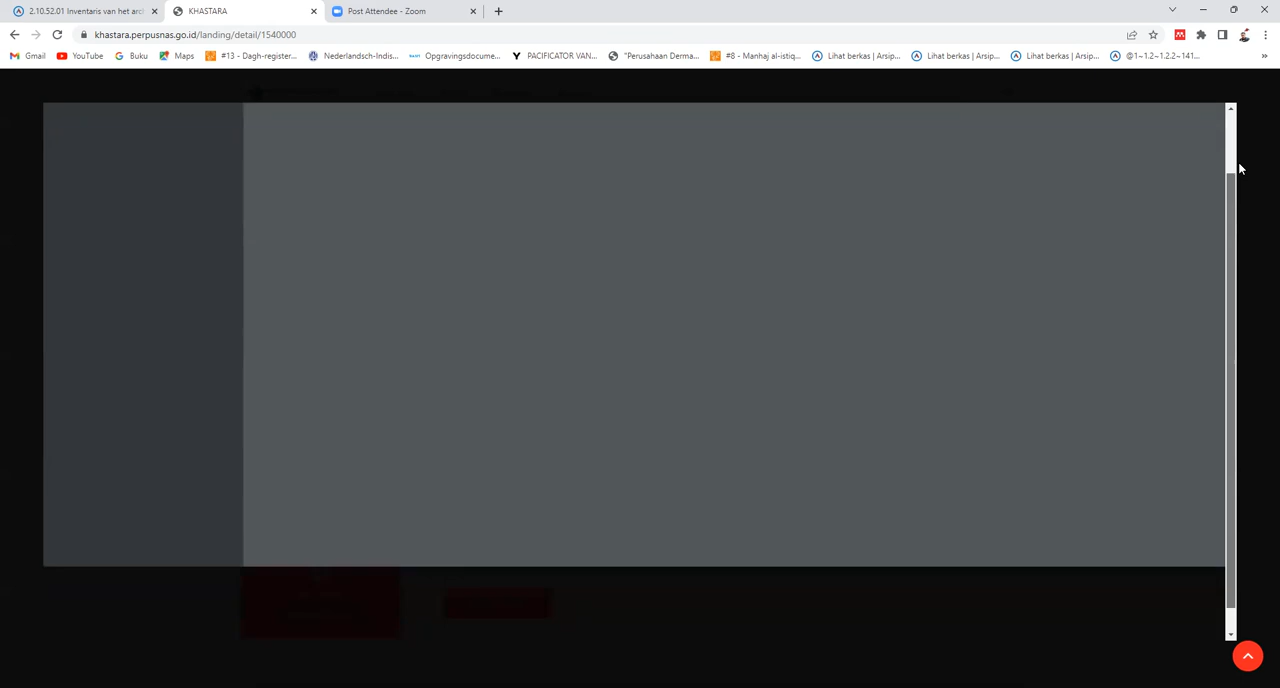 2.10.52.01 Inventaris van het arc
KHASTARA
Post Attendee - Zoom
khastara.perpusnas.go.id/landing/detail/1540000
Gmail
YouTube
Buku
Maps
#13 - Dagh-register...
Nederlandsch-Indis...
Opgravingsdocume...
PACIFICATOR VAN...
"Perusahaan Derma...
#8 - Manhaj al-istiq...
Lihat berkas | Arsip...
Lihat berkas | Arsip...
Lihat berkas | Arsip...
@1~1.2~1.2.2~141...